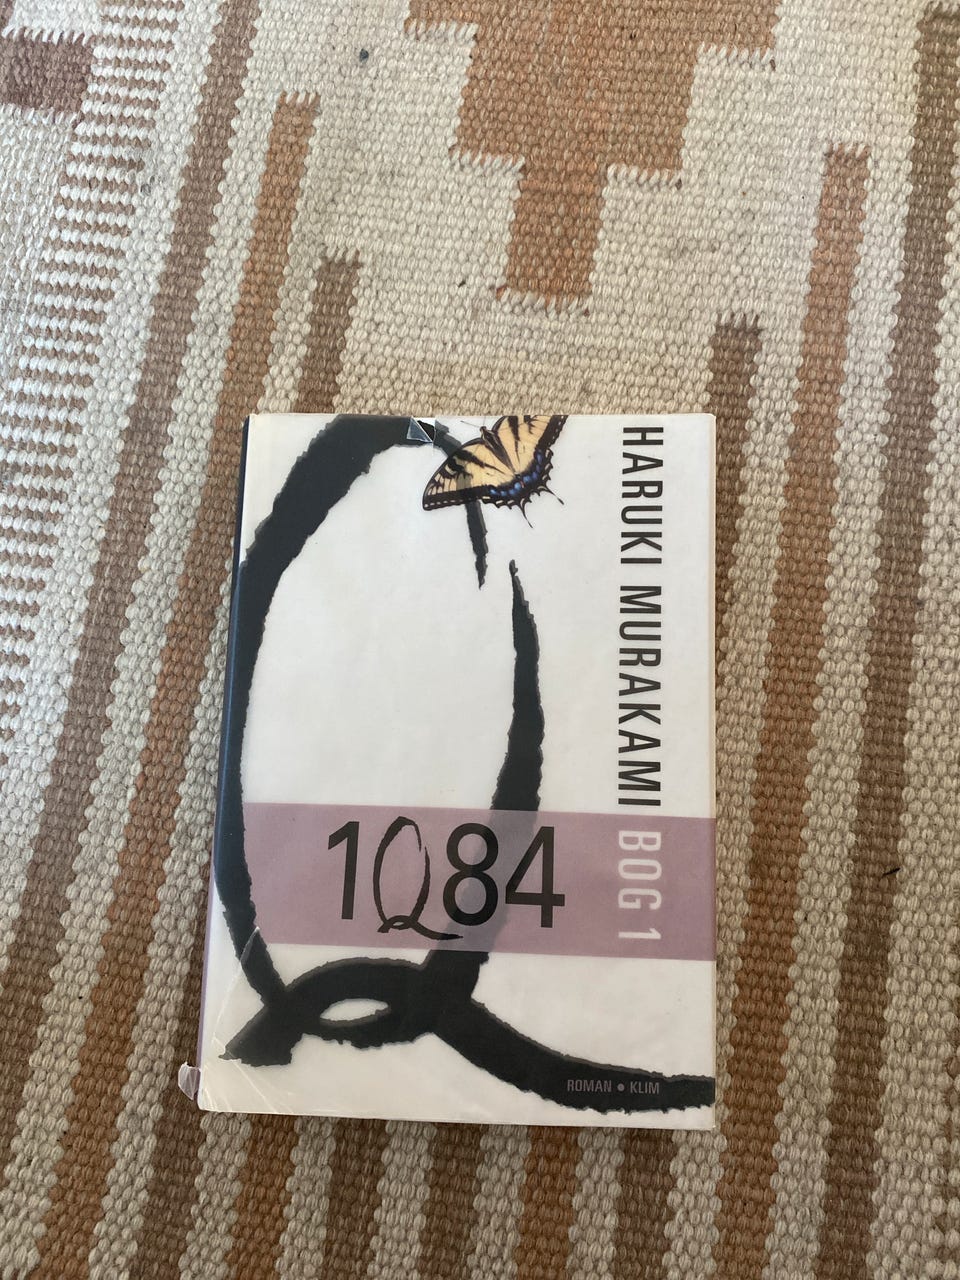 HARUKI MURAKAMI BOG 1
1Q84
ROMAN • KLIM